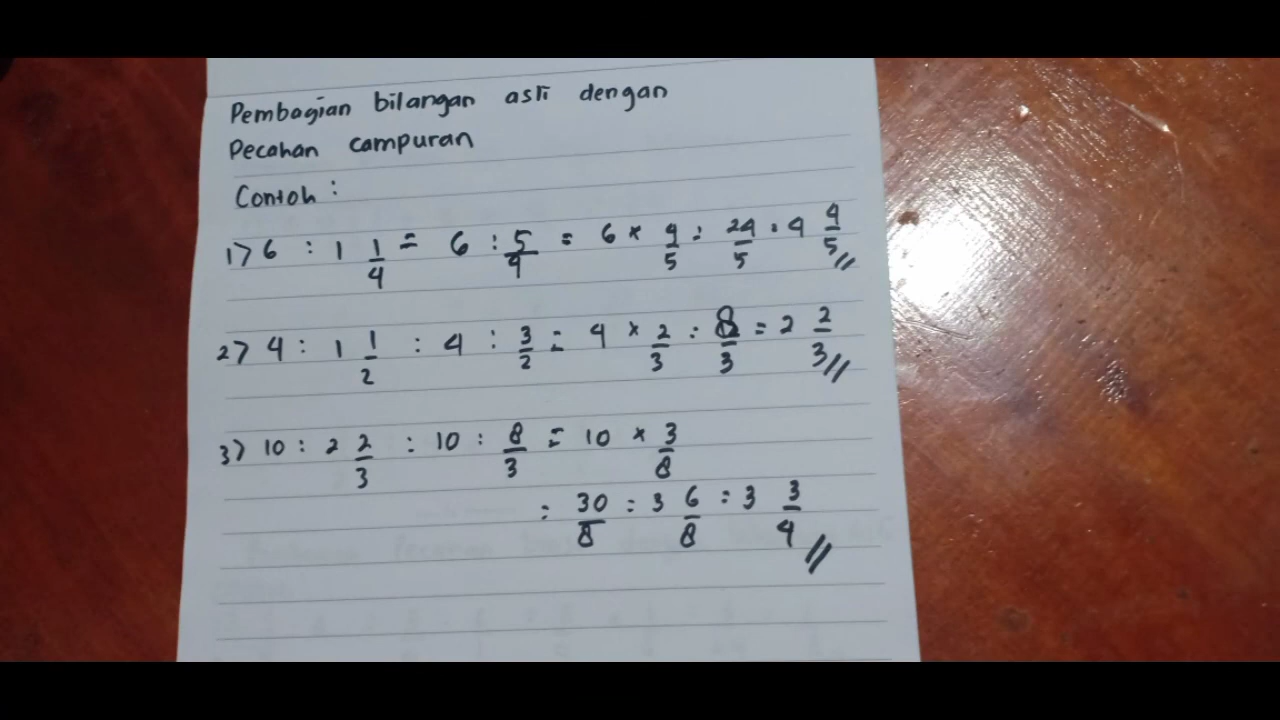 Pembagian bilangan asli dengan
Pecahan campuran
Contoh :
1) 6 : 1 1/4 = 6 : 5/4 = 6 × 4/5 = 24/5 = 4 4/5 //
2) 4 : 1 1/2 = 4 : 3/2 = 4 × 2/3 = 8/3 = 2 2/3 //
3) 10 : 2 2/3 = 10 : 8/3 = 10 × 3/8
= 30/8 = 3 6/8 = 3 3/4 //